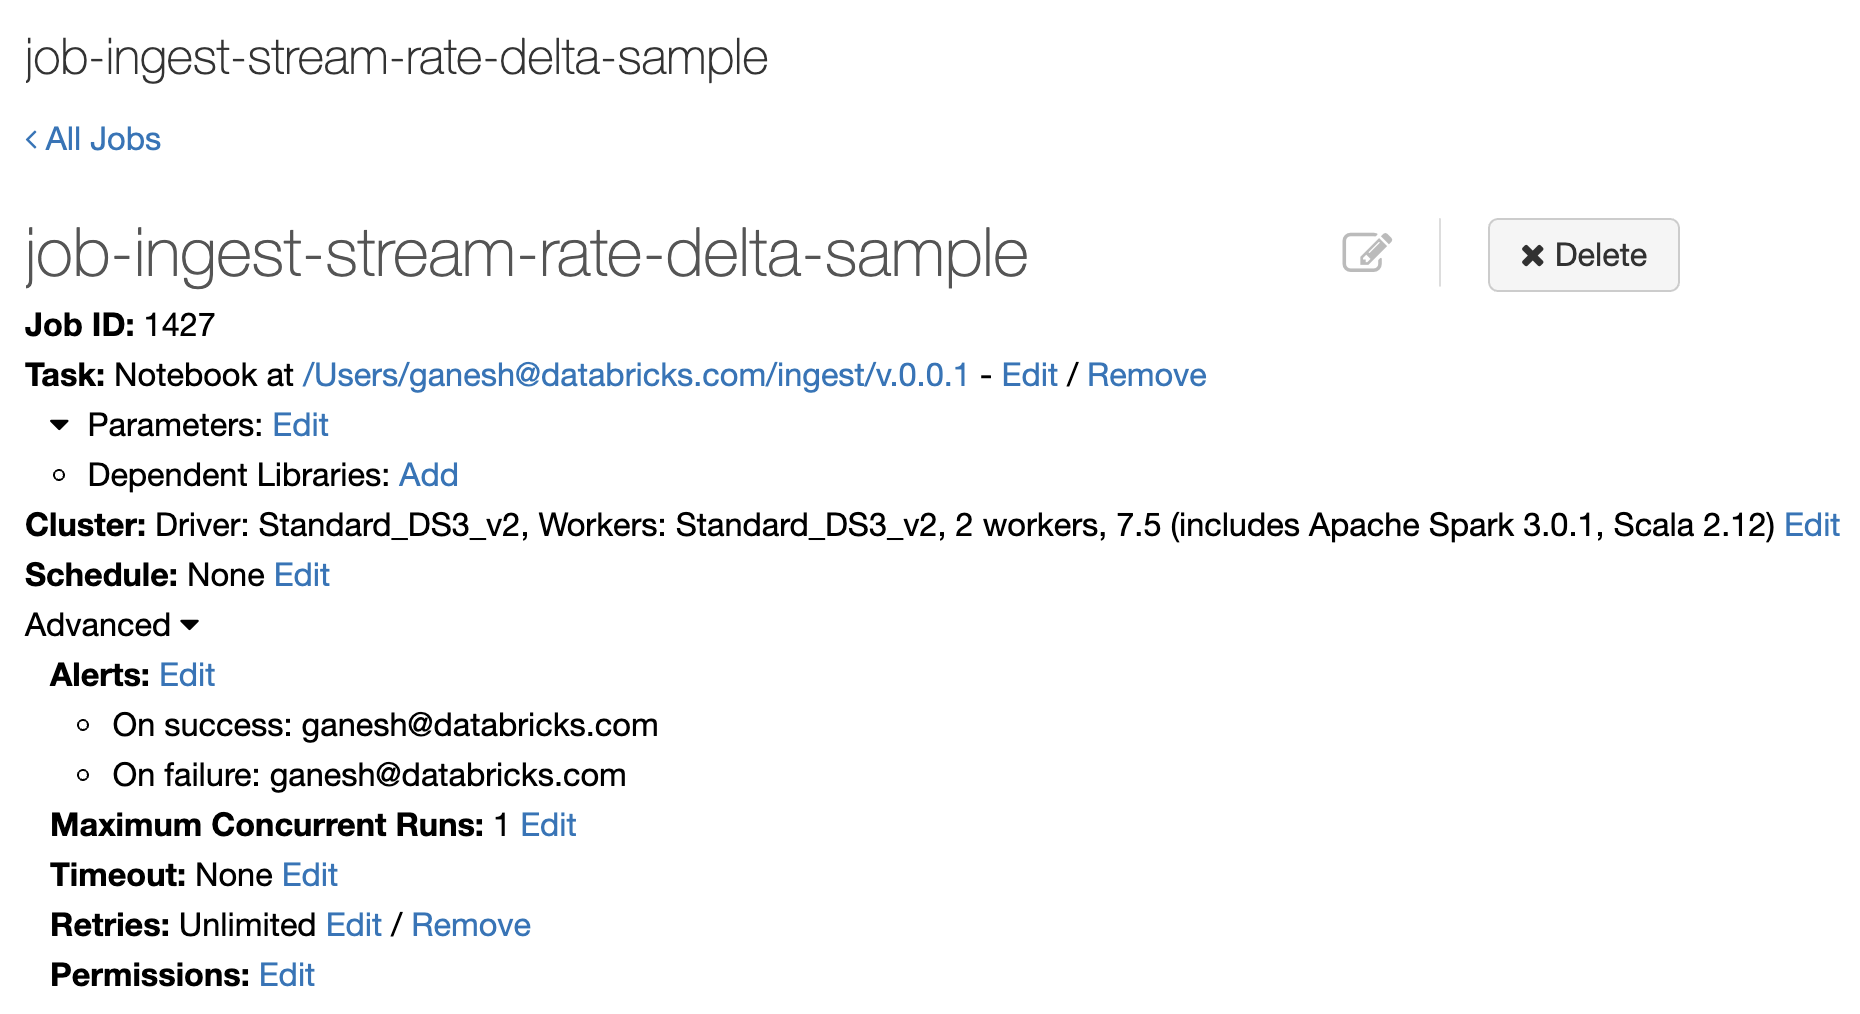 job-ingest-stream-rate-delta-sample
< All Jobs
job-ingest-stream-rate-delta-sample
Delete
Job ID: 1427
Task: Notebook at /Users/ganesh@databricks.com/ingest/v.0.0.1 - Edit / Remove
Parameters: Edit
Dependent Libraries: Add
Cluster: Driver: Standard_DS3_v2, Workers: Standard_DS3_v2, 2 workers, 7.5 (includes Apache Spark 3.0.1, Scala 2.12) Edit
Schedule: None Edit
Advanced
Alerts: Edit
On success: ganesh@databricks.com
On failure: ganesh@databricks.com
Maximum Concurrent Runs: 1 Edit
Timeout: None Edit
Retries: Unlimited Edit / Remove
Permissions: Edit